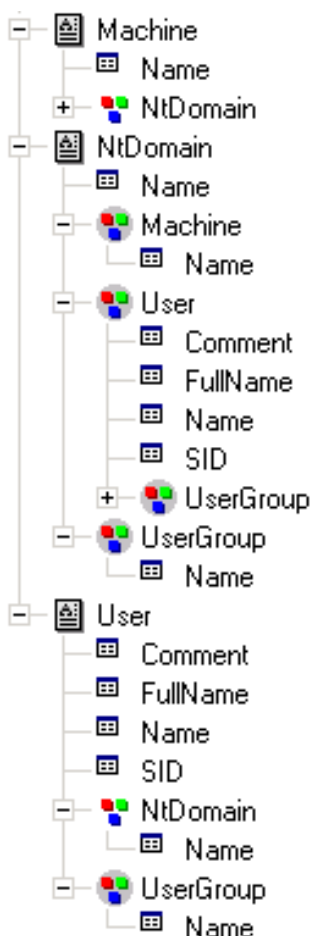 Machine
Name
NtDomain
NtDomain
Name
Machine
Name
User
Comment
FullName
Name
SID
UserGroup
UserGroup
Name
User
Comment
FullName
Name
SID
NtDomain
Name
UserGroup
Name